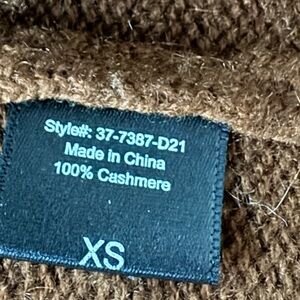 Style#: 37-7387-D21
Made in China
100% Cashmere
XS